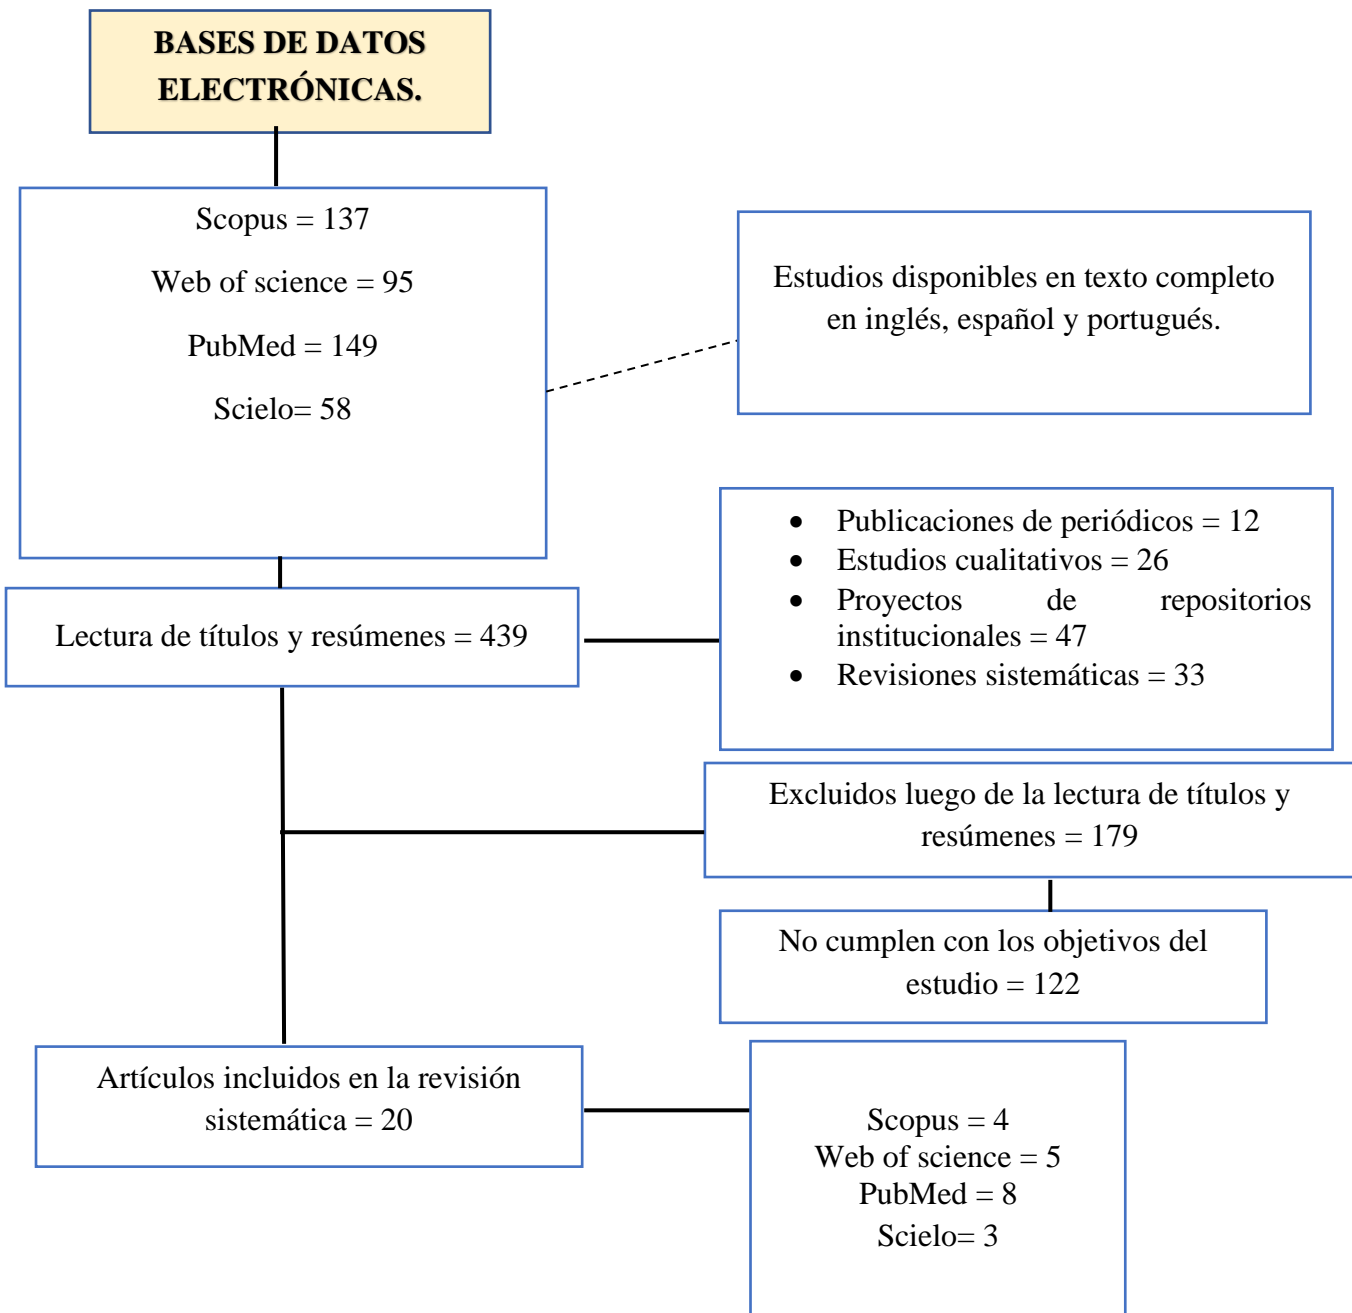 BASES DE DATOS
ELECTRÓNICAS.
Scopus = 137
Web of science = 95
PubMed = 149
Scielo= 58
Estudios disponibles en texto completo
en inglés, español y portugués.
• Publicaciones de periódicos = 12
• Estudios cualitativos = 26
• Proyectos de repositorios
institucionales = 47
• Revisiones sistemáticas = 33
Lectura de títulos y resúmenes = 439
Excluidos luego de la lectura de títulos y
resúmenes = 179
No cumplen con los objetivos del
estudio = 122
Artículos incluidos en la revisión
sistemática = 20
Scopus = 4
Web of science = 5
PubMed = 8
Scielo= 3